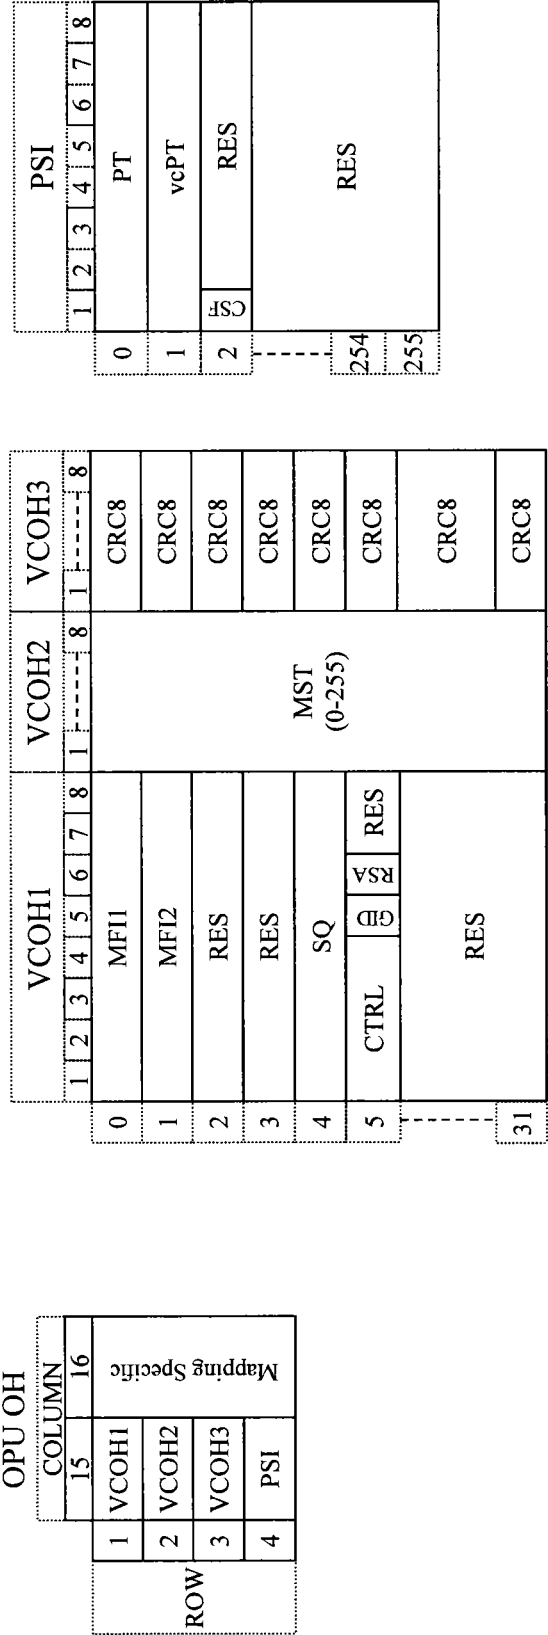 OPU OH
COLUMN
15 16
ROW
1 VCOH1
2 VCOH2
3 VCOH3
4 PSI
Mapping Specific
VCOH1 VCOH2 VCOH3
1 2 3 4 5 6 7 8 1 8 1 8
0 MFI1 CRC8
1 MFI2 CRC8
2 RES CRC8
3 RES CRC8
4 SQ CRC8
5 CTRL GID RSA RES CRC8
RES CRC8
31 CRC8
MST
(0-255)
PSI
1 2 3 4 5 6 7 8
0 PT
1 vcPT
2 CSF RES
RES
254
255